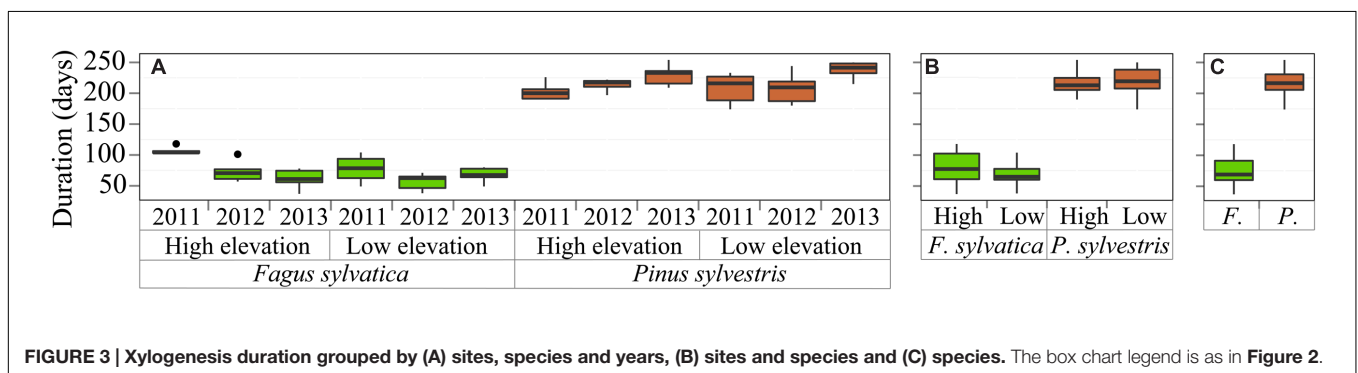 A
B
C
Duration (days)
250
200
150
100
50
2011 2012 2013 2011 2012 2013 2011 2012 2013 2011 2012 2013
High elevation Low elevation High elevation Low elevation
Fagus sylvatica Pinus sylvestris
High Low High Low
F. sylvatica P. sylvestris
F. P.
FIGURE 3 | Xylogenesis duration grouped by (A) sites, species and years, (B) sites and species and (C) species. The box chart legend is as in Figure 2.